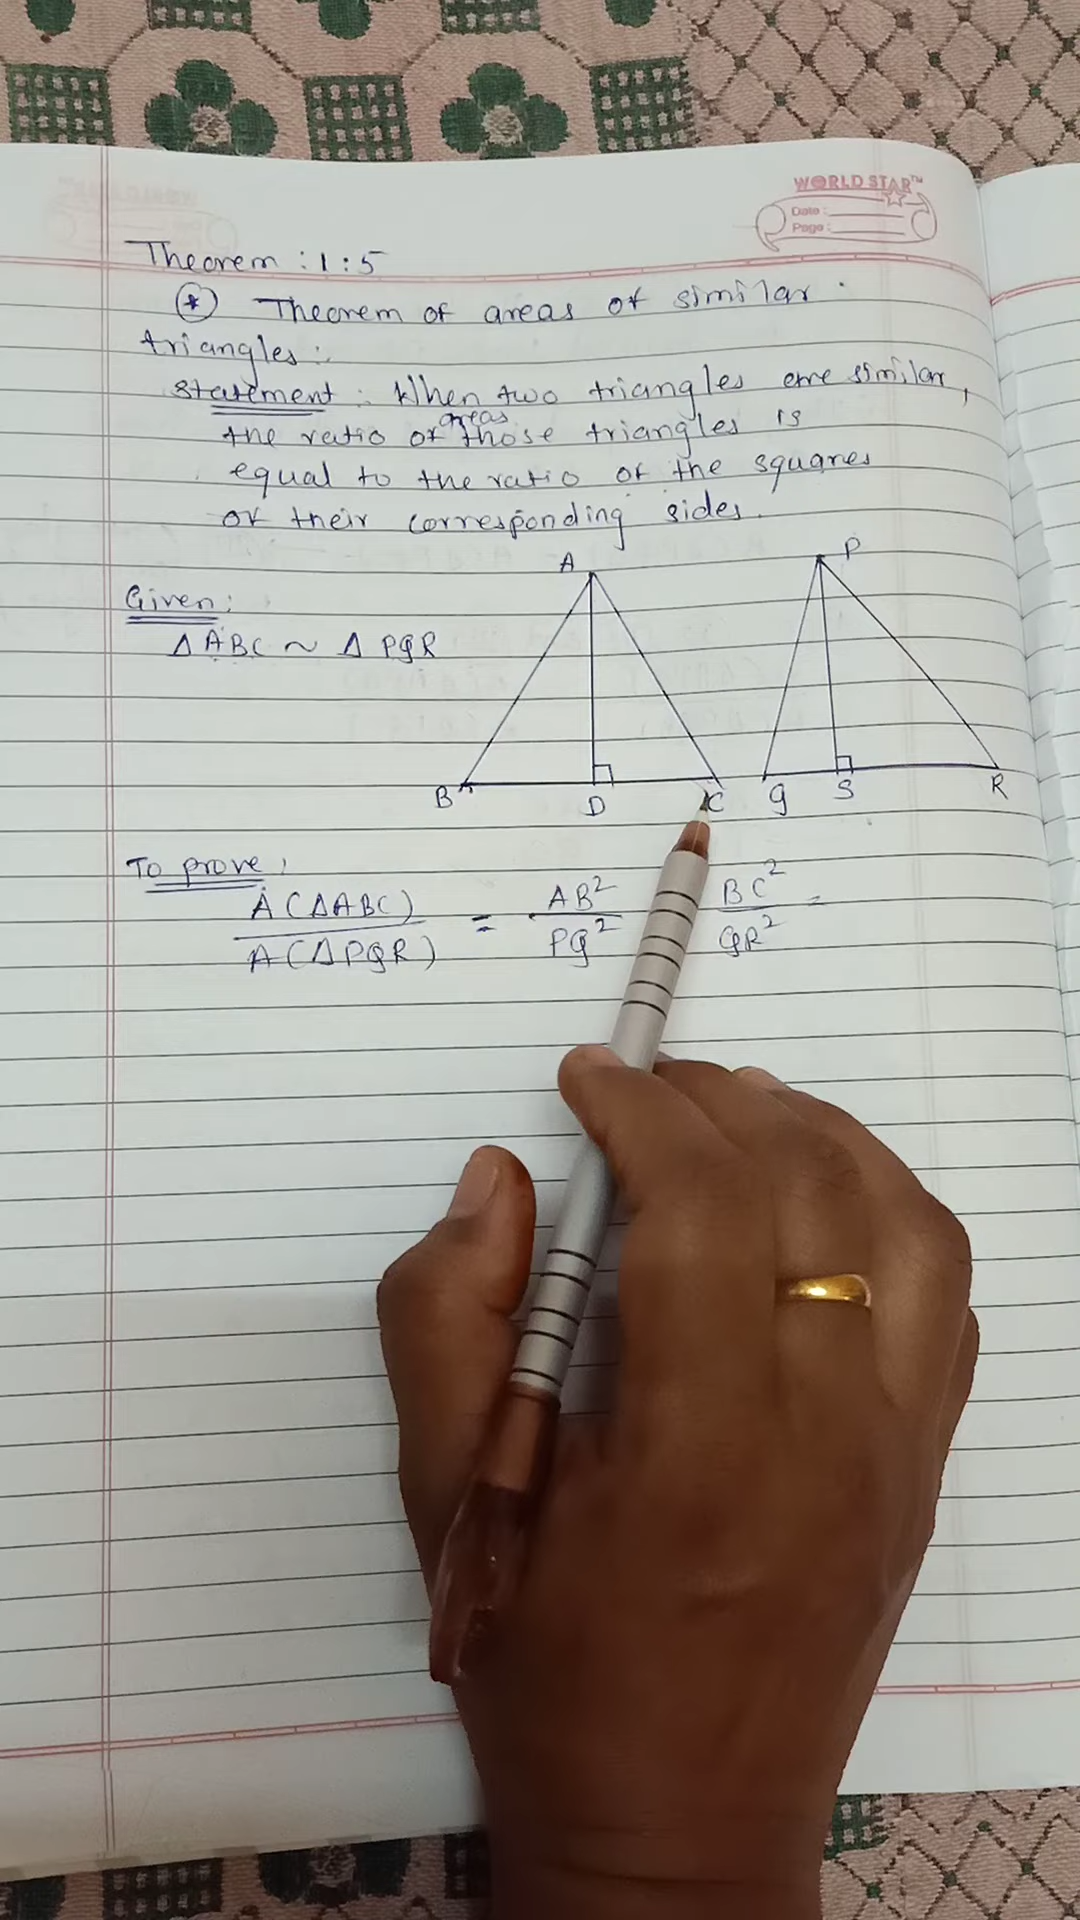 WORLD STAR™
Date :
Page :
Theorem : 1 : 5
* Theorem of areas of similar
triangles :
Statement : When two triangles are similar,
areas
the ratio of those triangles is
equal to the ratio of the squares
of their corresponding sides.
Given :
Δ ABC ~ Δ PQR
A
P
B
D
C
Q
S
R
To prove :
A(ΔABC) = AB² BC² =
A(ΔPQR) PQ² QR²